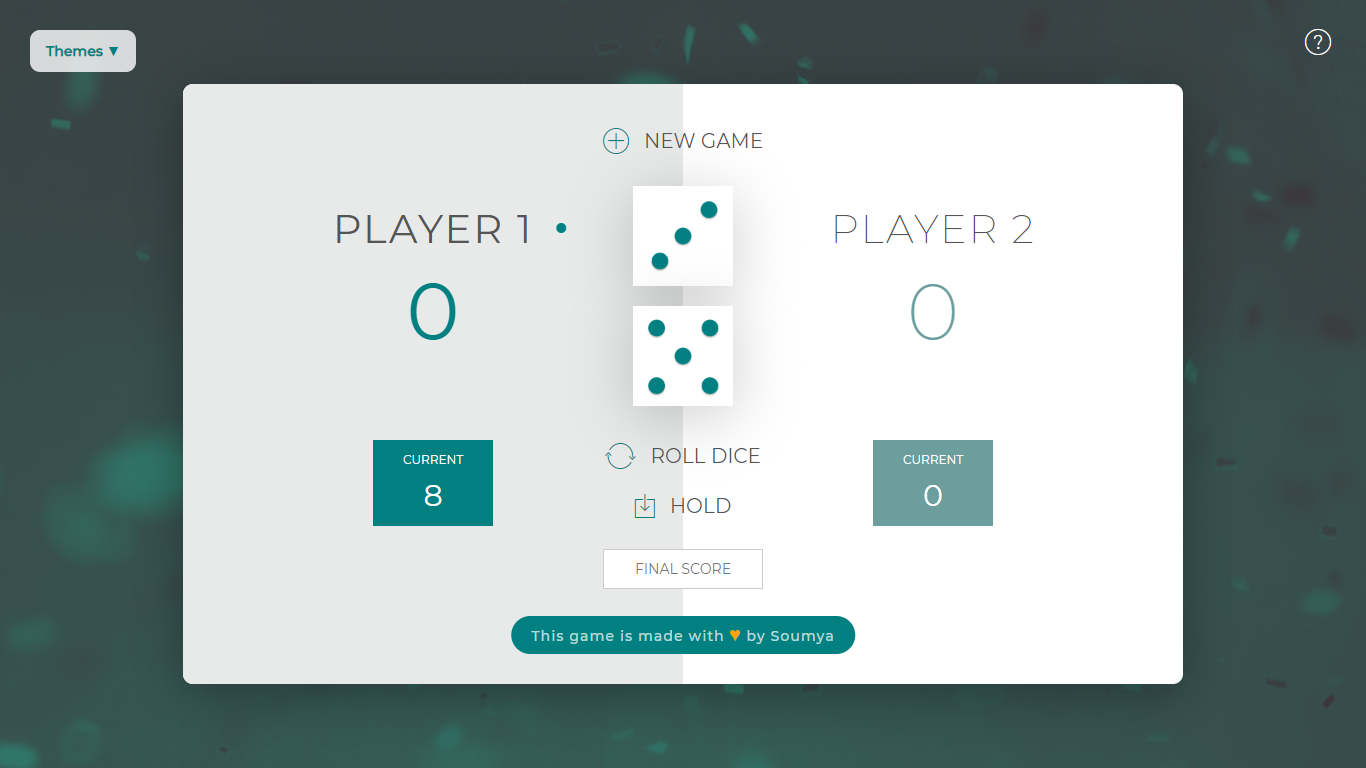 Themes ▼
?
NEW GAME
PLAYER 1
PLAYER 2
0
0
CURRENT
8
ROLL DICE
HOLD
CURRENT
0
FINAL SCORE
This game is made with ♥ by Soumya